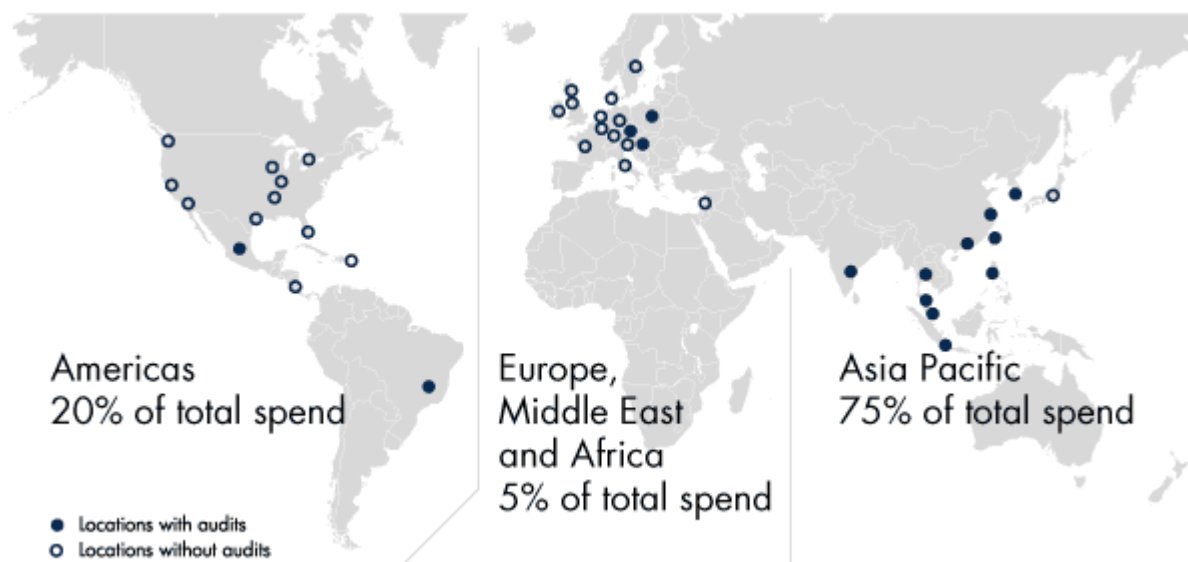 Americas
20% of total spend
Europe,
Middle East
and Africa
5% of total spend
Asia Pacific
75% of total spend
Locations with audits
Locations without audits